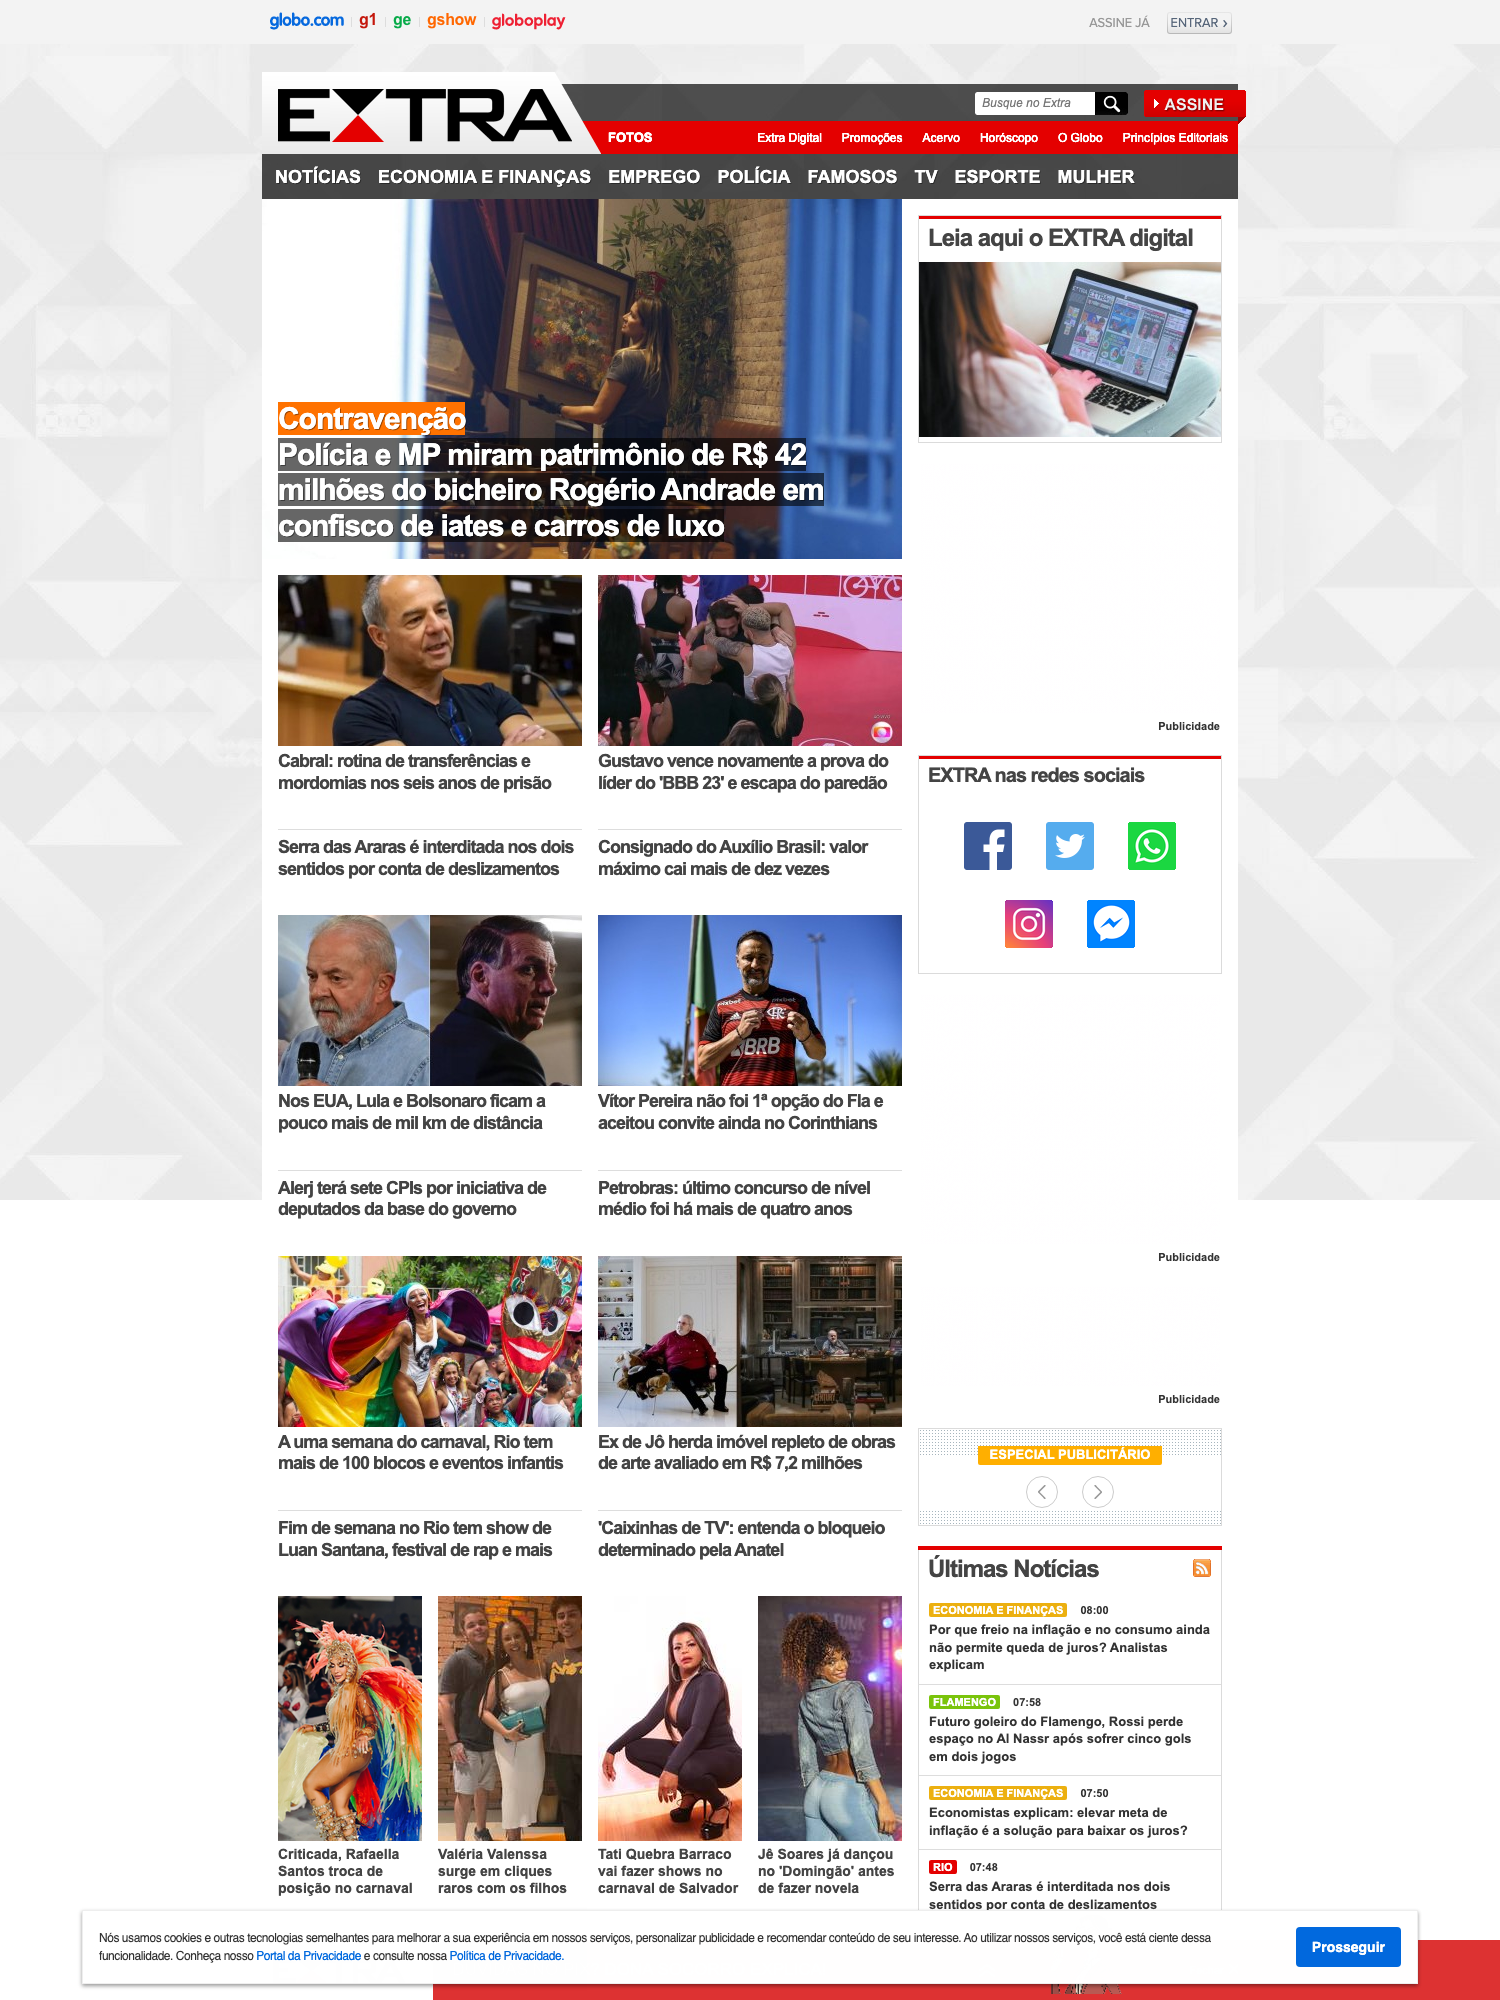 globo.com g1 ge gshow globoplay
ASSINE JÁ ENTRAR
EXTRA
Busque no Extra
ASSINE
FOTOS
Extra Digital Promoções Acervo Horóscopo O Globo Princípios Editoriais
NOTÍCIAS ECONOMIA E FINANÇAS EMPREGO POLÍCIA FAMOSOS TV ESPORTE MULHER
Contravenção
Polícia e MP miram patrimônio de R$ 42
milhões do bicheiro Rogério Andrade em
confisco de iates e carros de luxo
Cabral: rotina de transferências e
mordomias nos seis anos de prisão
Gustavo vence novamente a prova do
líder do 'BBB 23' e escapa do paredão
Serra das Araras é interditada nos dois
sentidos por conta de deslizamentos
Consignado do Auxílio Brasil: valor
máximo cai mais de dez vezes
BRB
Nos EUA, Lula e Bolsonaro ficam a
pouco mais de mil km de distância
Vítor Pereira não foi 1ª opção do Fla e
aceitou convite ainda no Corinthians
Alerj terá sete CPIs por iniciativa de
deputados da base do governo
Petrobras: último concurso de nível
médio foi há mais de quatro anos
A uma semana do carnaval, Rio tem
mais de 100 blocos e eventos infantis
Ex de Jô herda imóvel repleto de obras
de arte avaliado em R$ 7,2 milhões
Fim de semana no Rio tem show de
Luan Santana, festival de rap e mais
'Caixinhas de TV': entenda o bloqueio
determinado pela Anatel
Criticada, Rafaella
Santos troca de
posição no carnaval
Valéria Valenssa
surge em cliques
raros com os filhos
Tati Quebra Barraco
vai fazer shows no
carnaval de Salvador
Jê Soares já dançou
no 'Domingão' antes
de fazer novela
Leia aqui o EXTRA digital
Publicidade
EXTRA nas redes sociais
Publicidade
Publicidade
ESPECIAL PUBLICITÁRIO
Últimas Notícias
ECONOMIA E FINANÇAS 08:00
Por que freio na inflação e no consumo ainda
não permite queda de juros? Analistas
explicam
FLAMENGO 07:58
Futuro goleiro do Flamengo, Rossi perde
espaço no Al Nassr após sofrer cinco gols
em dois jogos
ECONOMIA E FINANÇAS 07:50
Economistas explicam: elevar meta de
inflação é a solução para baixar os juros?
RIO 07:48
Serra das Araras é interditada nos dois
sentidos por conta de deslizamentos
Nós usamos cookies e outras tecnologias semelhantes para melhorar a sua experiência em nossos serviços, personalizar publicidade e recomendar conteúdo de seu interesse. Ao utilizar nossos serviços, você está ciente dessa
funcionalidade. Conheça nosso Portal da Privacidade e consulte nossa Política de Privacidade.
Prosseguir